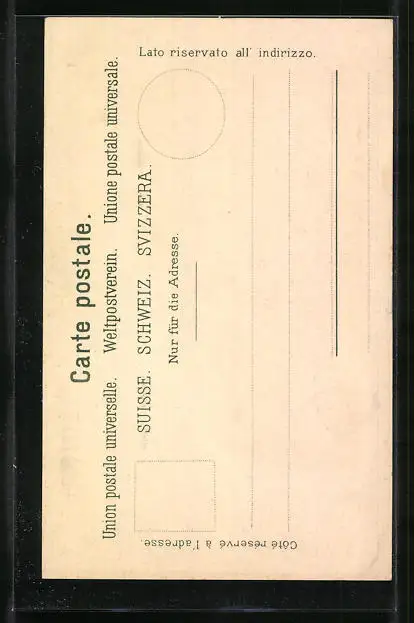 Carte postale.
Union postale universelle. Weltpostverein. Unione postale universale.
SUISSE. SCHWEIZ. SVIZZERA.
Nur für die Adresse.
Côté réservé à l'adresse.
Lato riservato all' indirizzo.